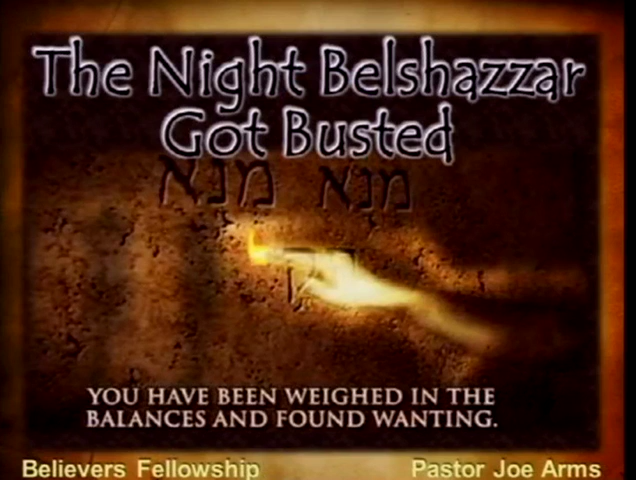 The Night Belshazzar
Got Busted
מנא מנא
YOU HAVE BEEN WEIGHED IN THE
BALANCES AND FOUND WANTING.
Believers Fellowship Pastor Joe Arms